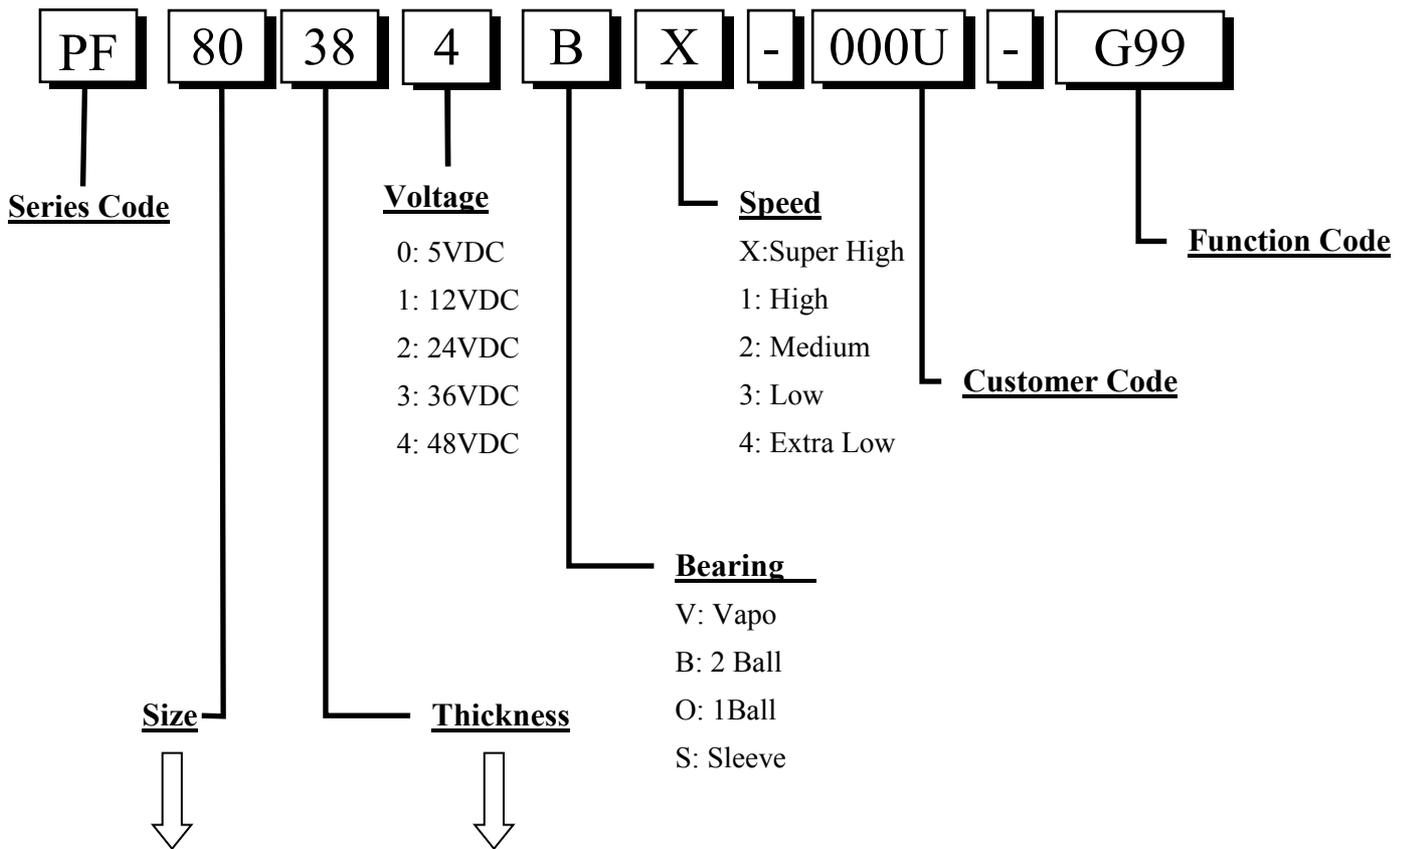 PF 80 38 4 B X - 000U - G99
Series Code
Voltage
0: 5VDC
1: 12VDC
2: 24VDC
3: 36VDC
4: 48VDC
Speed
X:Super High
1: High
2: Medium
3: Low
4: Extra Low
Function Code
Customer Code
Bearing
V: Vapo
B: 2 Ball
O: 1Ball
S: Sleeve
Size
Thickness